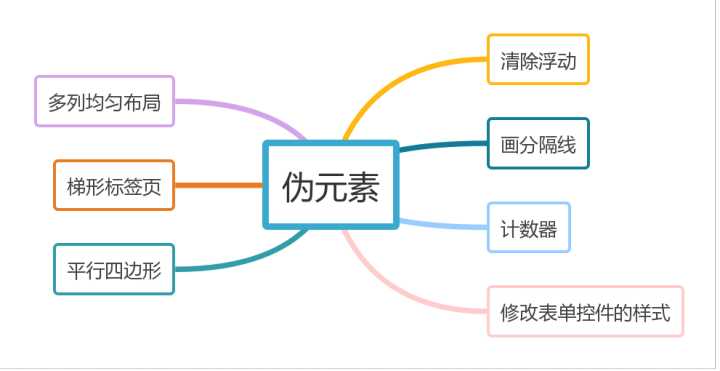 伪元素
清除浮动
画分隔线
计数器
修改表单控件的样式
多列均匀布局
梯形标签页
平行四边形